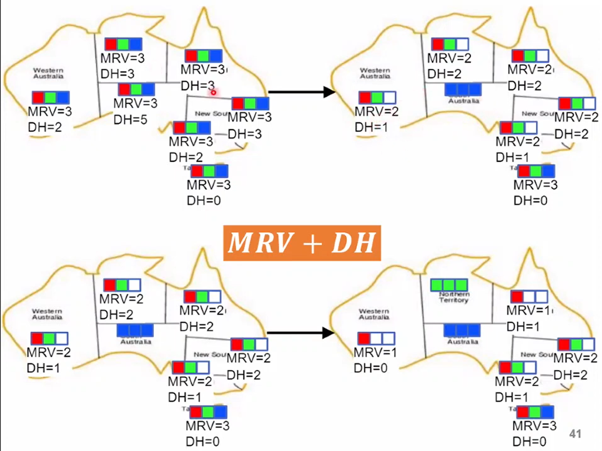 MRV=3
DH=3
MRV=3
DH=3
Western
Australia
MRV=3
DH=2
MRV=3
DH=5
MRV=3
DH=3
New Sou
MRV=3
DH=2
MRV=3
DH=0
MRV=2
DH=2
MRV=2
DH=2
Western
Australia
MRV=2
DH=1
Australia
MRV=2
DH=2
New Sou
MRV=2
DH=1
MRV=3
DH=0
MRV + DH
MRV=2
DH=2
MRV=2
DH=2
Western
Australia
MRV=2
DH=1
Australia
MRV=2
DH=2
New Sou
MRV=2
DH=1
MRV=3
DH=0
Northern
Territory
MRV=1
DH=1
Western
Australia
MRV=1
DH=0
Australia
MRV=2
DH=2
New Sou
MRV=2
DH=1
MRV=3
DH=0
41